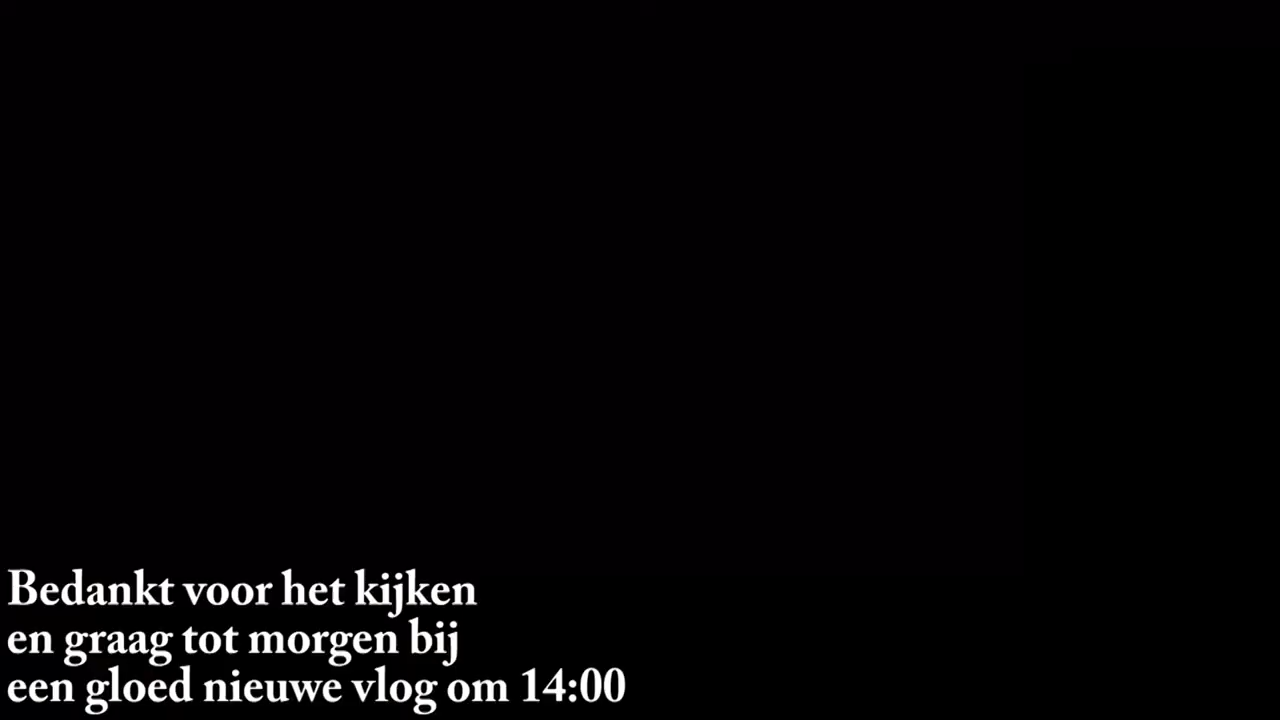 Bedankt voor het kijken
en graag tot morgen bij
een gloed nieuwe vlog om 14:00